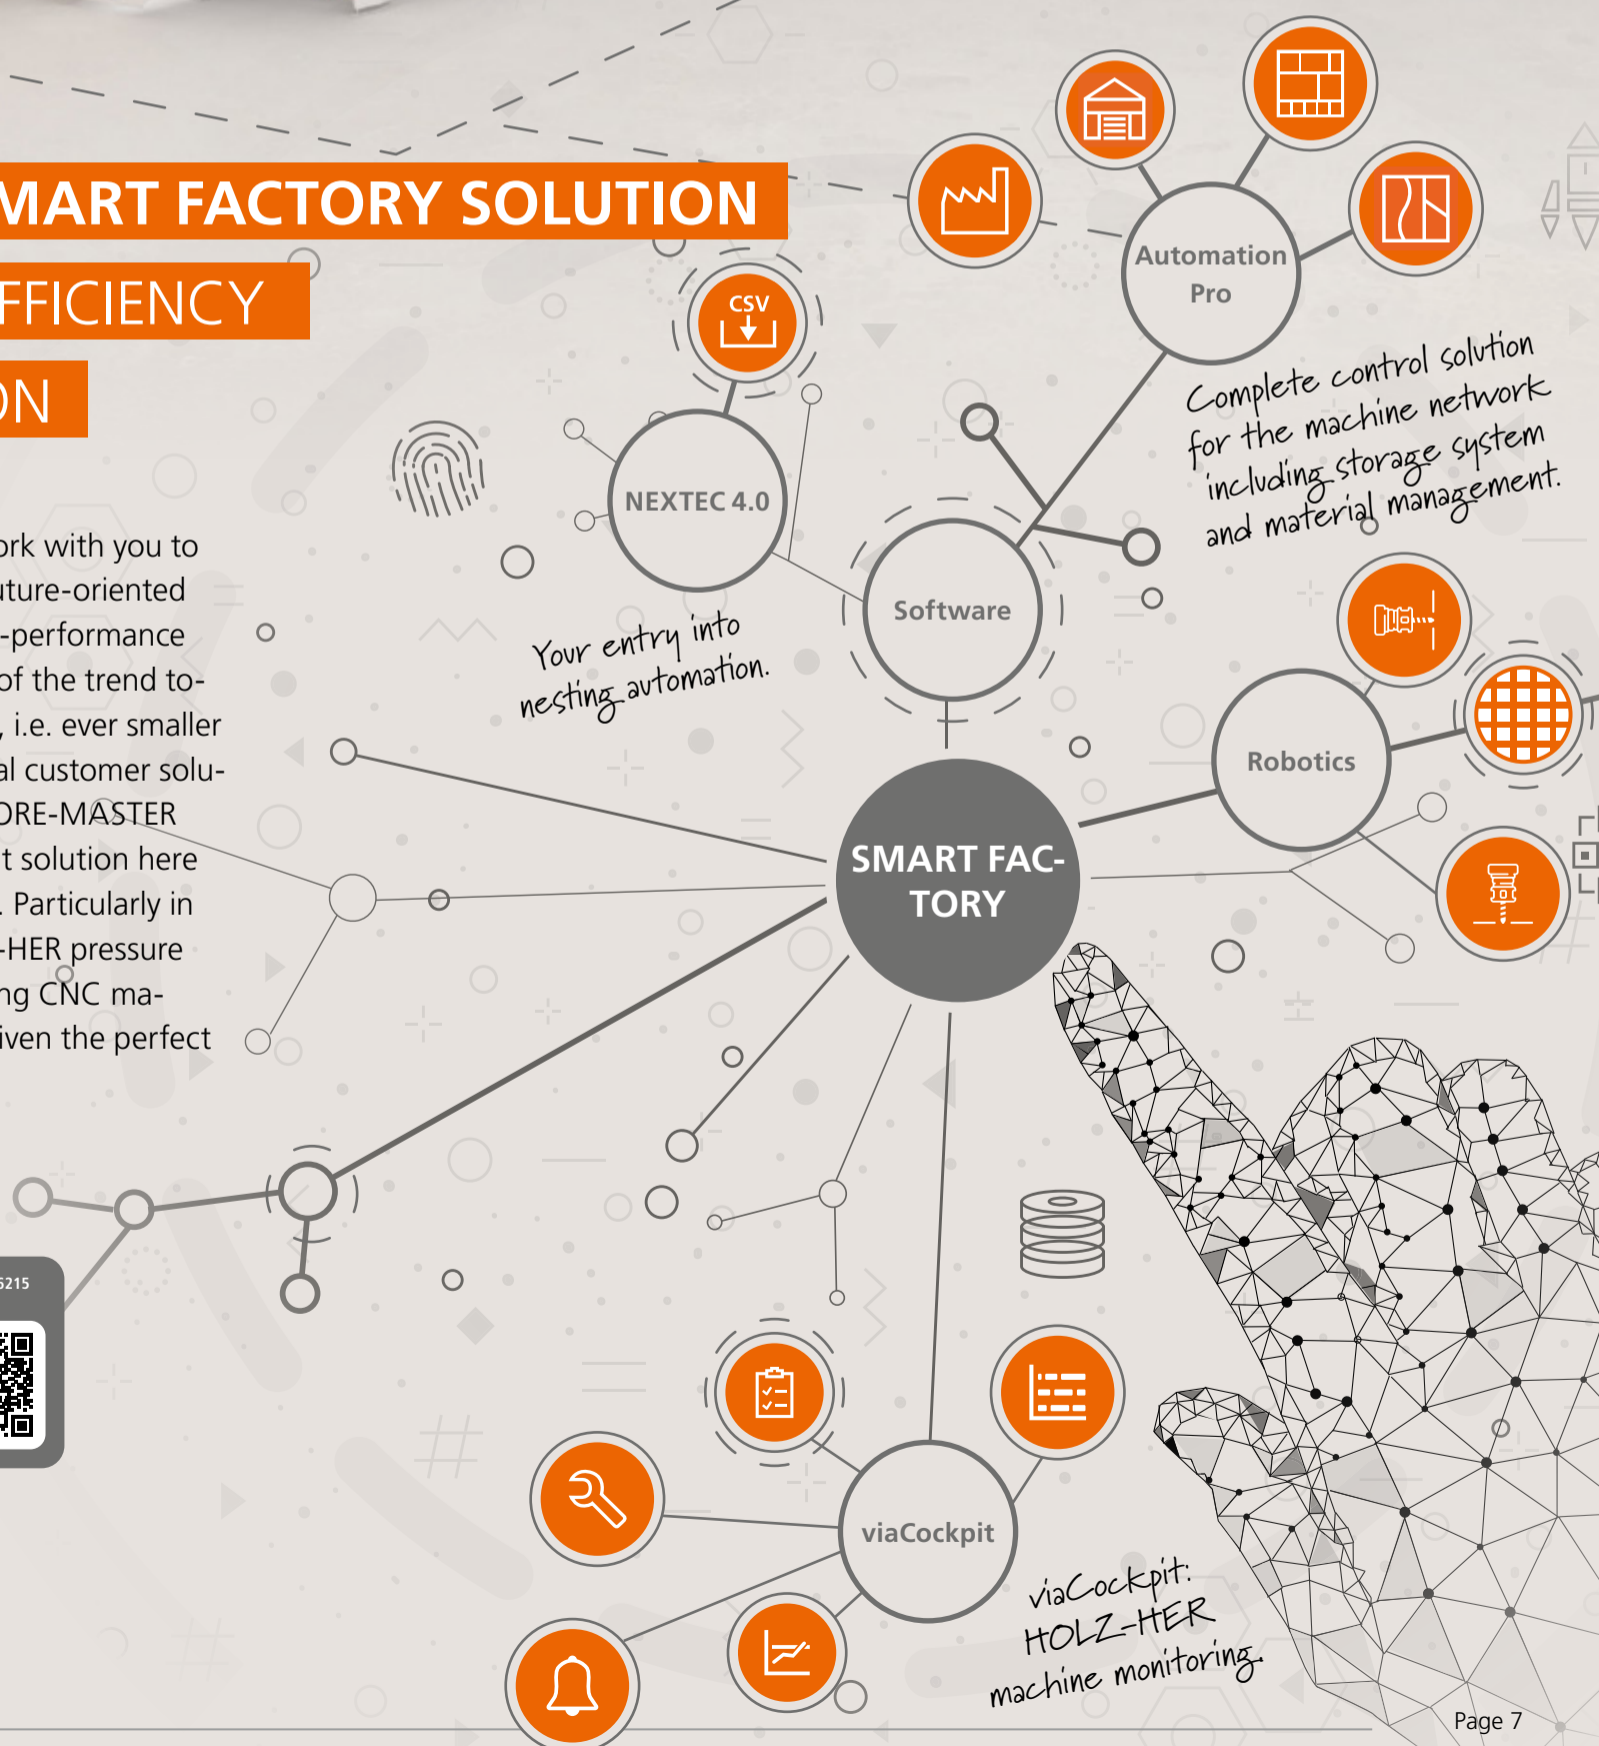 MART FACTORY SOLUTION
FFICIENCY
ON
ork with you to
uture-oriented
-performance
of the trend to-
, i.e. ever smaller
al customer solu-
ORE-MASTER
t solution here
. Particularly in
-HER pressure
ng CNC ma-
iven the perfect
5215
CSV
NEXTEC 4.0
Your entry into
nesting automation.
Automation
Pro
Complete control solution
for the machine network
including storage system
and material management.
Software
Robotics
SMART FAC-
TORY
viaCockpit
viaCockpit:
HOLZ-HER
machine monitoring.
Page 7